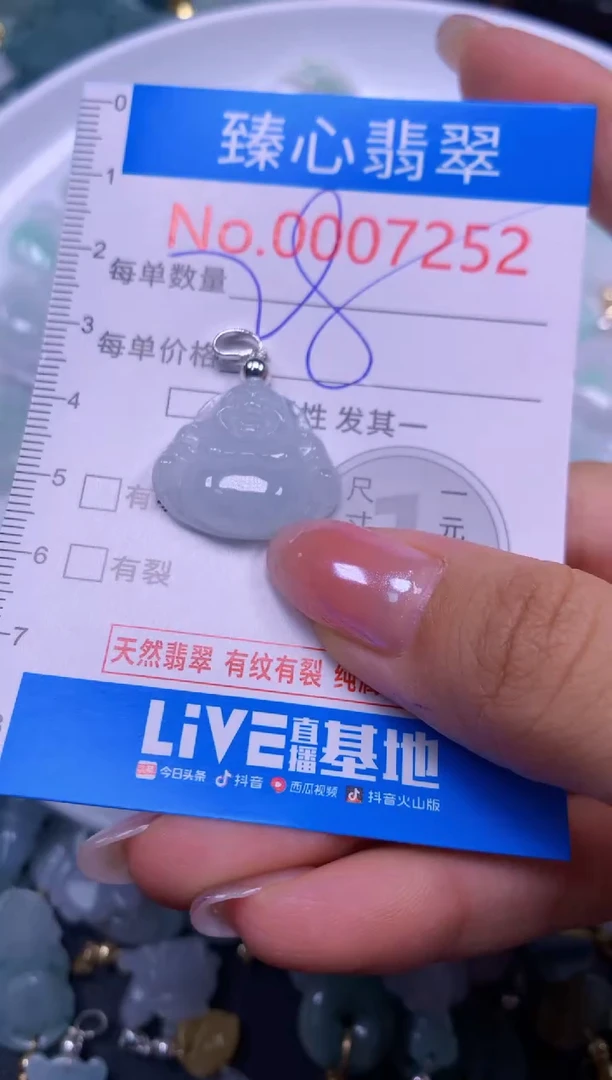 0
臻心翡翠
1
No.0007252
2
每单数量
3
每单价格
4
性 发其一
5
有
尺寸
一元
6
有裂
7
天然翡翠 有纹有裂
LiVE直播基地
今日头条 抖音 西瓜视频 抖音火山版